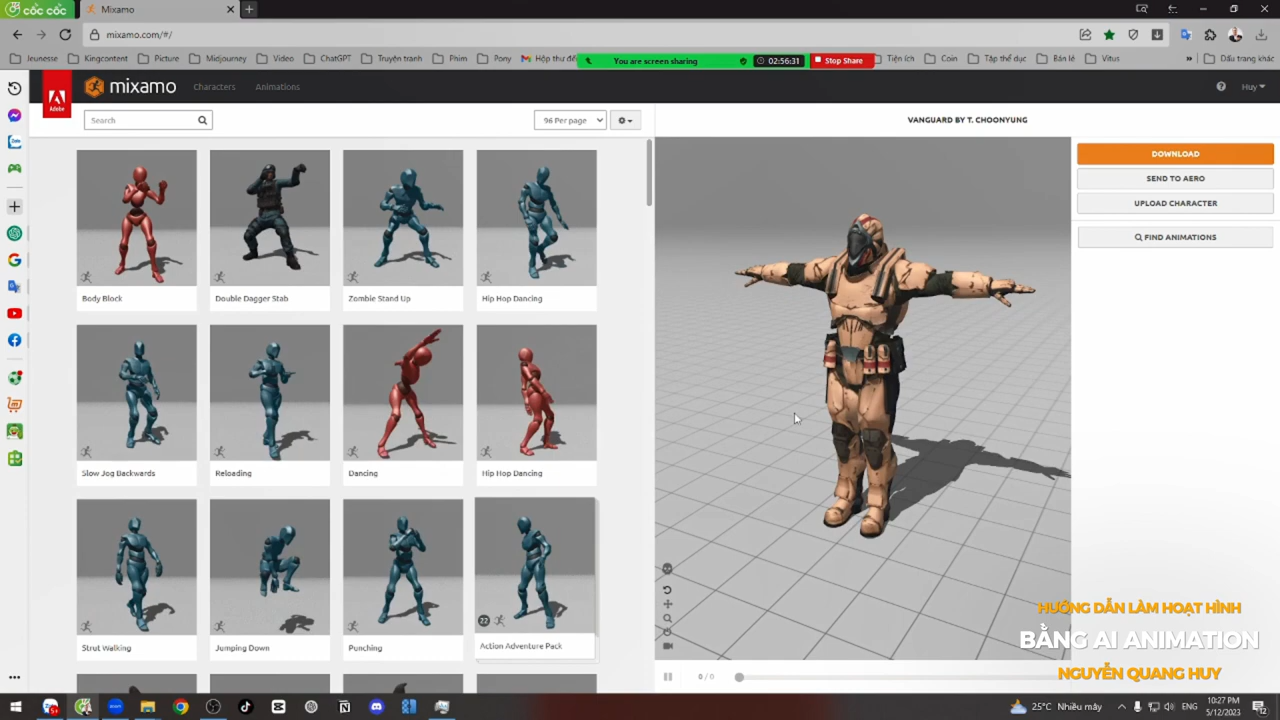 cốc cốc
Mixamo
mixamo.com/#/
Jeunesse
Kingcontent
Picture
Midjourney
Video
ChatGPT
Truyện tranh
Phim
Pony
Hộp thư đế
You are screen sharing
02:56:31
Stop Share
Tiện ích
Coin
Tập thể dục
Bán lẻ
Vitus
»
Dấu trang khác
Adobe
mixamo
Characters
Animations
Huy
Search
96 Per page
VANGUARD BY T. CHOONYUNG
DOWNLOAD
SEND TO AERO
UPLOAD CHARACTER
FIND ANIMATIONS
Body Block
Double Dagger Stab
Zombie Stand Up
Hip Hop Dancing
Slow Jog Backwards
Reloading
Dancing
Hip Hop Dancing
Strut Walking
Jumping Down
Punching
22
Action Adventure Pack
0 / 0
HƯỚNG DẪN LÀM HOẠT HÌNH
BẰNG AI ANIMATION
NGUYỄN QUANG HUY
25°C Nhiều mây
ENG
10:27 PM
5/12/2023